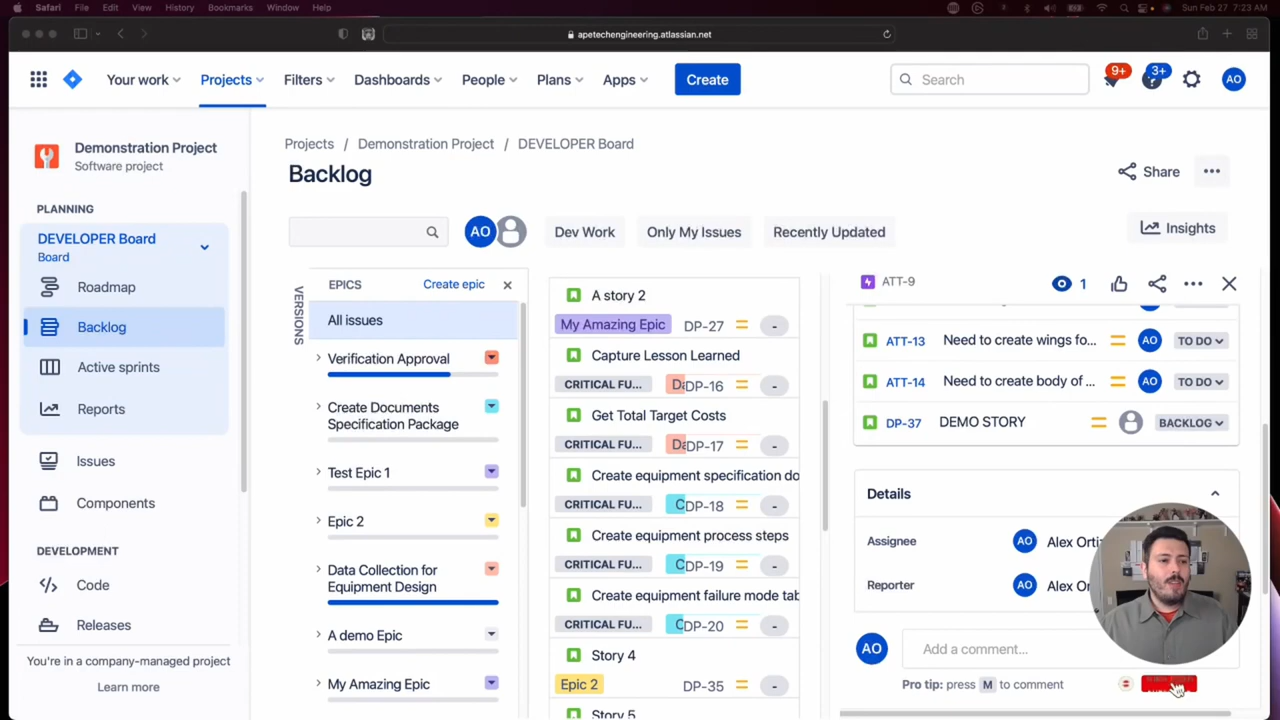 Safari File Edit View History Bookmarks Window Help Sun Feb 27 7:23 AM
apetechengineering.atlassian.net
Your work Projects Filters Dashboards People Plans Apps Create Search 9+ 3+ AO
Demonstration Project
Software project
PLANNING
DEVELOPER Board
Board
Roadmap
Backlog
Active sprints
Reports
Issues
Components
DEVELOPMENT
Code
Releases
You're in a company-managed project
Learn more
Projects / Demonstration Project / DEVELOPER Board
Backlog
Share
AO Dev Work Only My Issues Recently Updated Insights
VERSIONS
EPICS Create epic
All issues
Verification Approval
Create Documents
Specification Package
Test Epic 1
Epic 2
Data Collection for
Equipment Design
A demo Epic
My Amazing Epic
A story 2
My Amazing Epic DP-27 -
Capture Lesson Learned
CRITICAL FU... DP-16 -
Get Total Target Costs
CRITICAL FU... DP-17 -
Create equipment specification do
CRITICAL FU... C DP-18 -
Create equipment process steps
CRITICAL FU... C DP-19 -
Create equipment failure mode tab
CRITICAL FU... C DP-20 -
Story 4
Epic 2 DP-35 -
Story 5
ATT-9 1
ATT-13 Need to create wings fo... AO TO DO
ATT-14 Need to create body of ... AO TO DO
DP-37 DEMO STORY BACKLOG
Details
Assignee AO Alex Orti
Reporter AO Alex O
AO Add a comment...
Pro tip: press M to comment